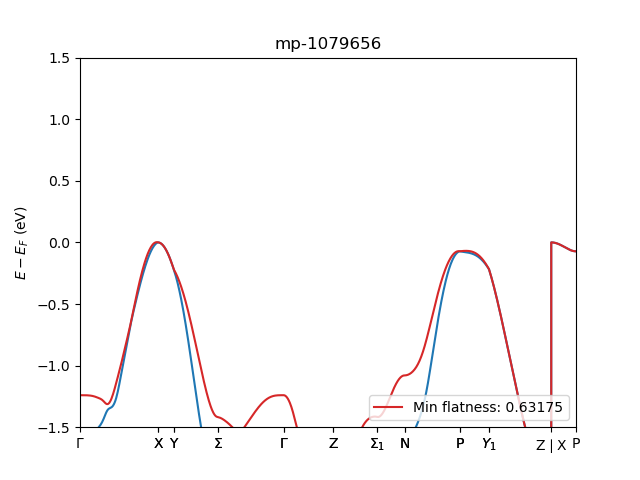 mp-1079656
E − E_F (eV)
1.5
1.0
0.5
0.0
−0.5
−1.0
−1.5
Min flatness: 0.63175
Γ X Y Σ Γ Z Σ₁ N P Y₁ Z | X P